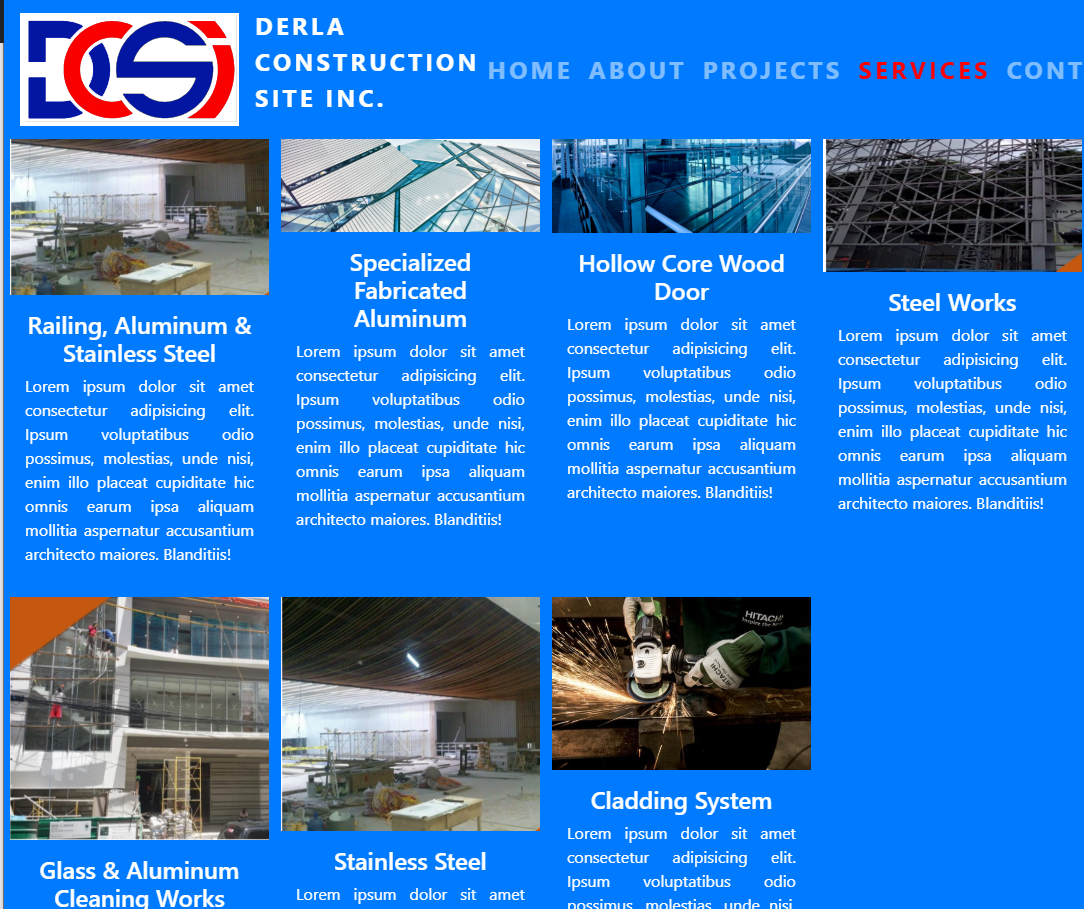 DCSi
DERLA
CONSTRUCTION
SITE INC.
HOME ABOUT PROJECTS SERVICES CONT
Railing, Aluminum &
Stainless Steel
Lorem ipsum dolor sit amet
consectetur adipisicing elit.
Ipsum voluptatibus odio
possimus, molestias, unde nisi,
enim illo placeat cupiditate hic
omnis earum ipsa aliquam
mollitia aspernatur accusantium
architecto maiores. Blanditiis!
Specialized
Fabricated
Aluminum
Lorem ipsum dolor sit amet
consectetur adipisicing elit.
Ipsum voluptatibus odio
possimus, molestias, unde nisi,
enim illo placeat cupiditate hic
omnis earum ipsa aliquam
mollitia aspernatur accusantium
architecto maiores. Blanditiis!
Hollow Core Wood
Door
Lorem ipsum dolor sit amet
consectetur adipisicing elit.
Ipsum voluptatibus odio
possimus, molestias, unde nisi,
enim illo placeat cupiditate hic
omnis earum ipsa aliquam
mollitia aspernatur accusantium
architecto maiores. Blanditiis!
Steel Works
Lorem ipsum dolor sit amet
consectetur adipisicing elit.
Ipsum voluptatibus odio
possimus, molestias, unde nisi,
enim illo placeat cupiditate hic
omnis earum ipsa aliquam
mollitia aspernatur accusantium
architecto maiores. Blanditiis!
Glass & Aluminum
Cleaning Works
Stainless Steel
Lorem ipsum dolor sit amet
HITACHI
Inspire the Next
HITACHI
Cladding System
Lorem ipsum dolor sit amet
consectetur adipisicing elit.
Ipsum voluptatibus odio
possimus, molestias, unde nisi,